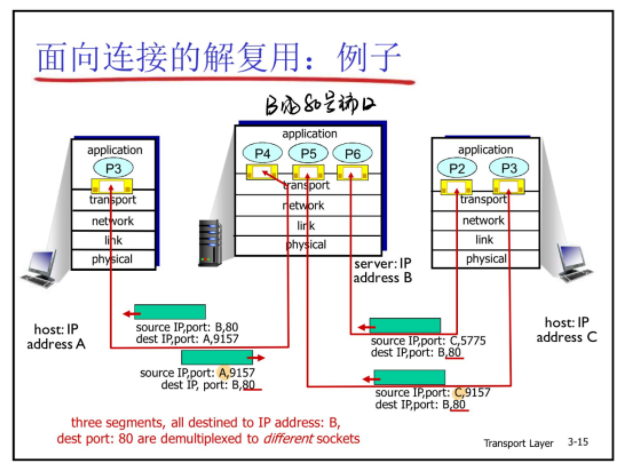 面向连接的解复用：例子
B的80号端口
application
P3
transport
network
link
physical
application
P4 P5 P6
transport
network
link
physical
application
P2 P3
transport
network
link
physical
server: IP
address B
host: IP
address A
host: IP
address C
source IP,port: B,80
dest IP,port: A,9157
source IP,port: A,9157
dest IP, port: B,80
source IP,port: C,5775
dest IP,port: B,80
source IP,port: C,9157
dest IP,port: B,80
three segments, all destined to IP address: B,
dest port: 80 are demultiplexed to different sockets
Transport Layer 3-15